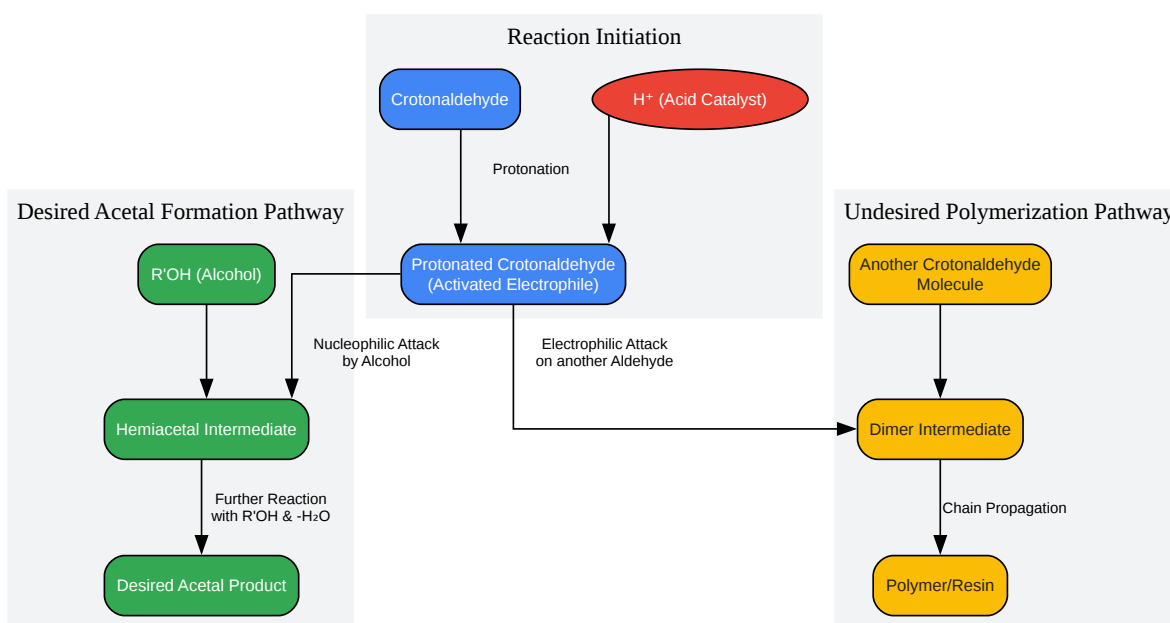 Reaction Initiation
Crotonaldehyde
H⁺ (Acid Catalyst)
Protonation
Desired Acetal Formation Pathway
Undesired Polymerization Pathway
R'OH (Alcohol)
Protonated Crotonaldehyde
(Activated Electrophile)
Another Crotonaldehyde
Molecule
Nucleophilic Attack
by Alcohol
Electrophilic Attack
on another Aldehyde
Hemiacetal Intermediate
Dimer Intermediate
Further Reaction
with R'OH & -H₂O
Chain Propagation
Desired Acetal Product
Polymer/Resin